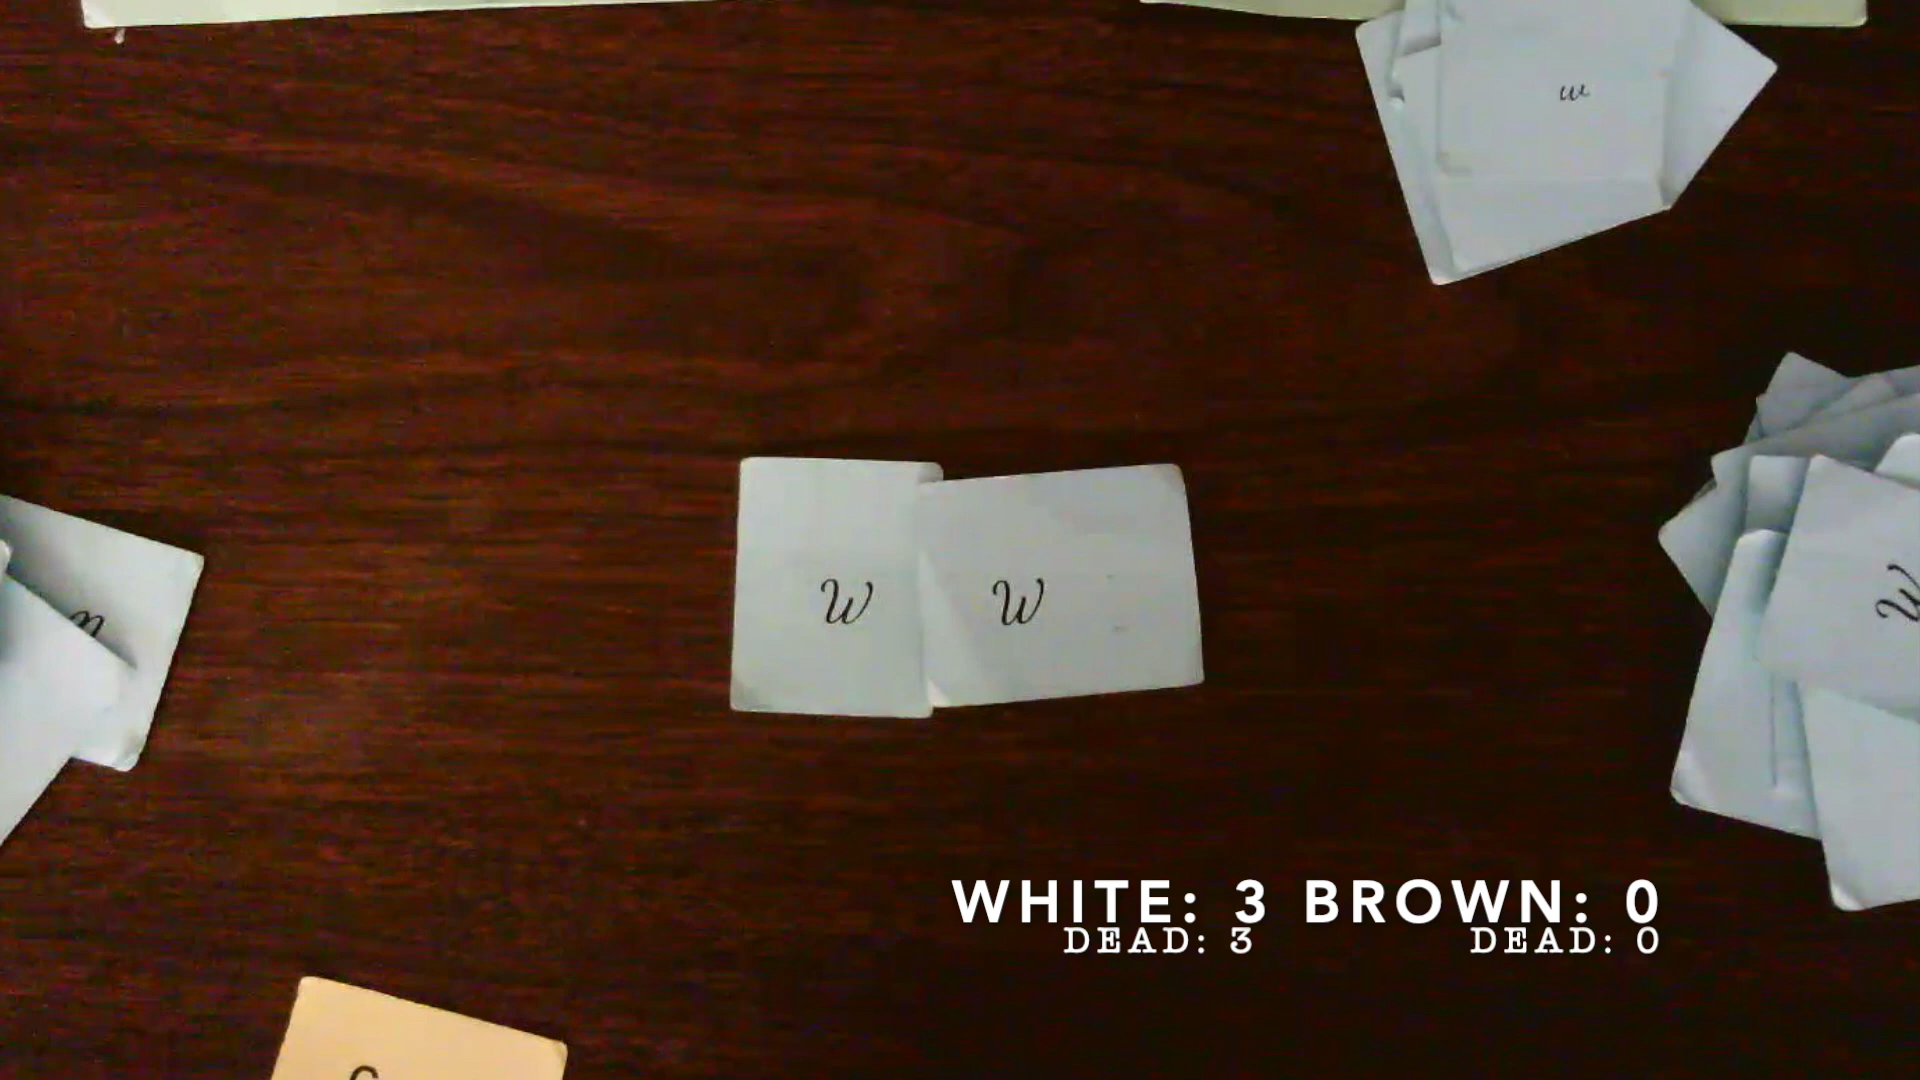 w
W W
W
n
WHITE: 3 BROWN: 0
DEAD: 3 DEAD: 0